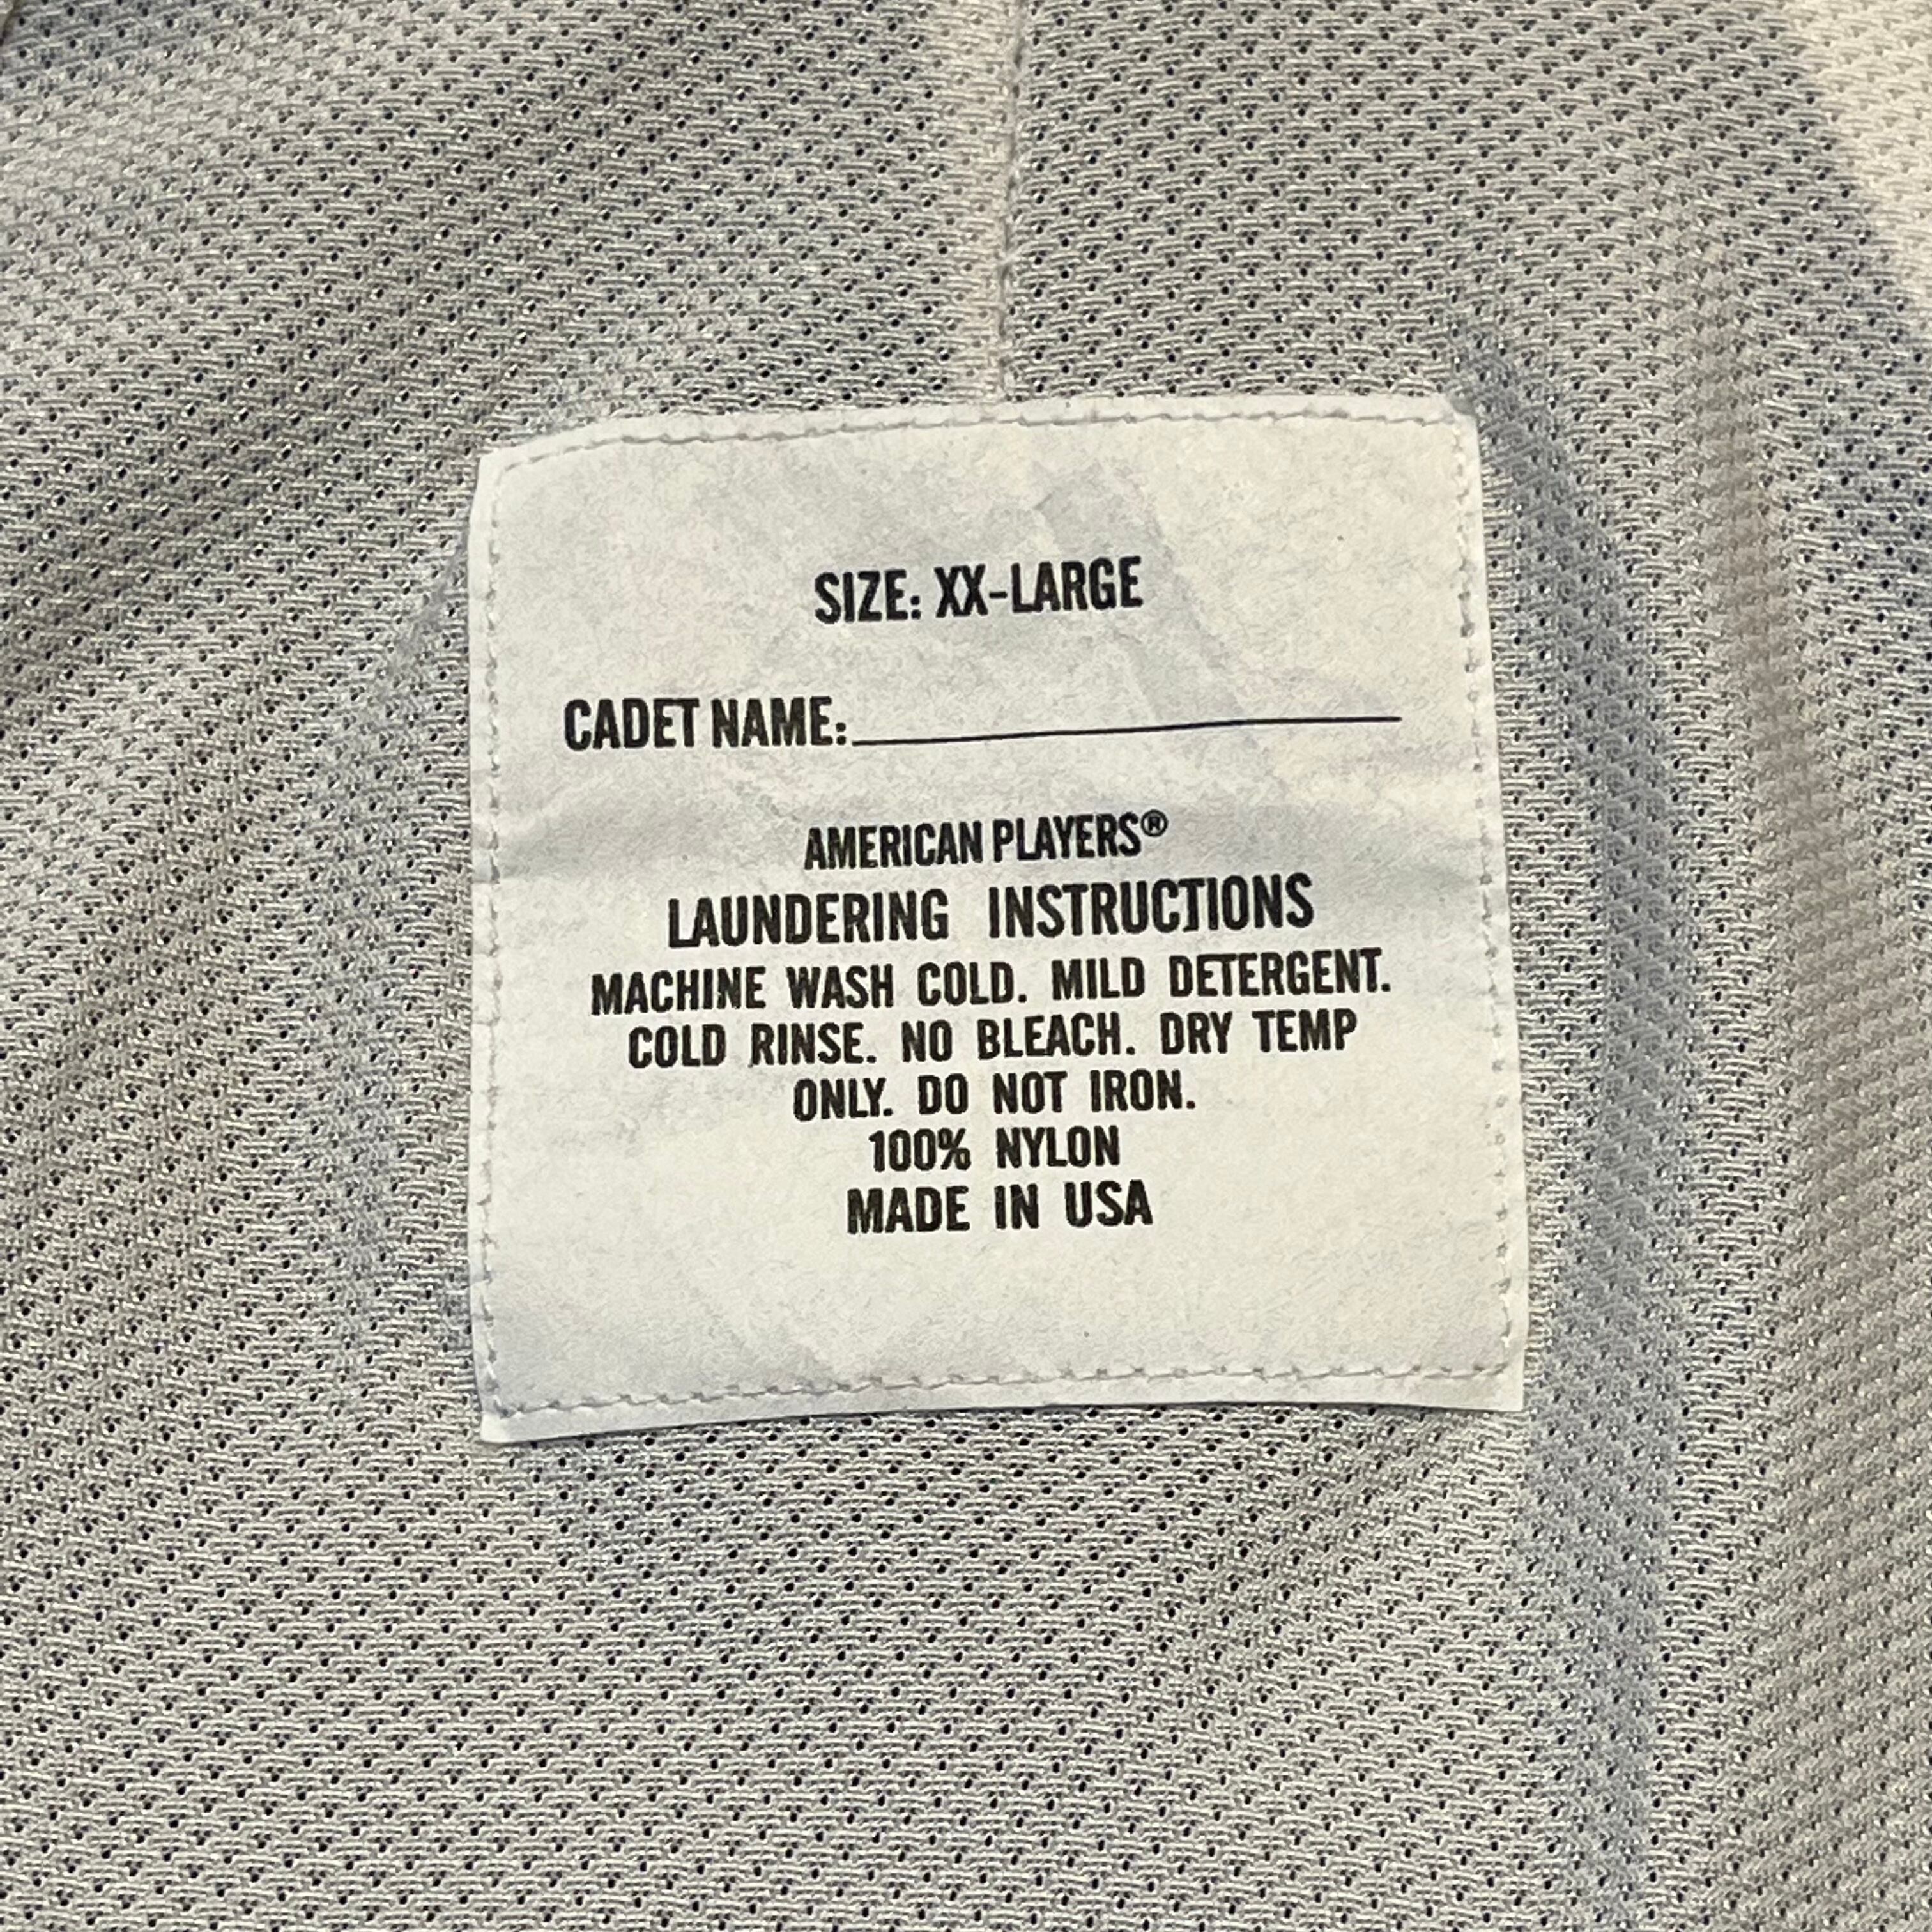 SIZE: XX-LARGE
CADET NAME:
AMERICAN PLAYERS®
LAUNDERING INSTRUCTIONS
MACHINE WASH COLD. MILD DETERGENT.
COLD RINSE. NO BLEACH. DRY TEMP
ONLY. DO NOT IRON.
100% NYLON
MADE IN USA